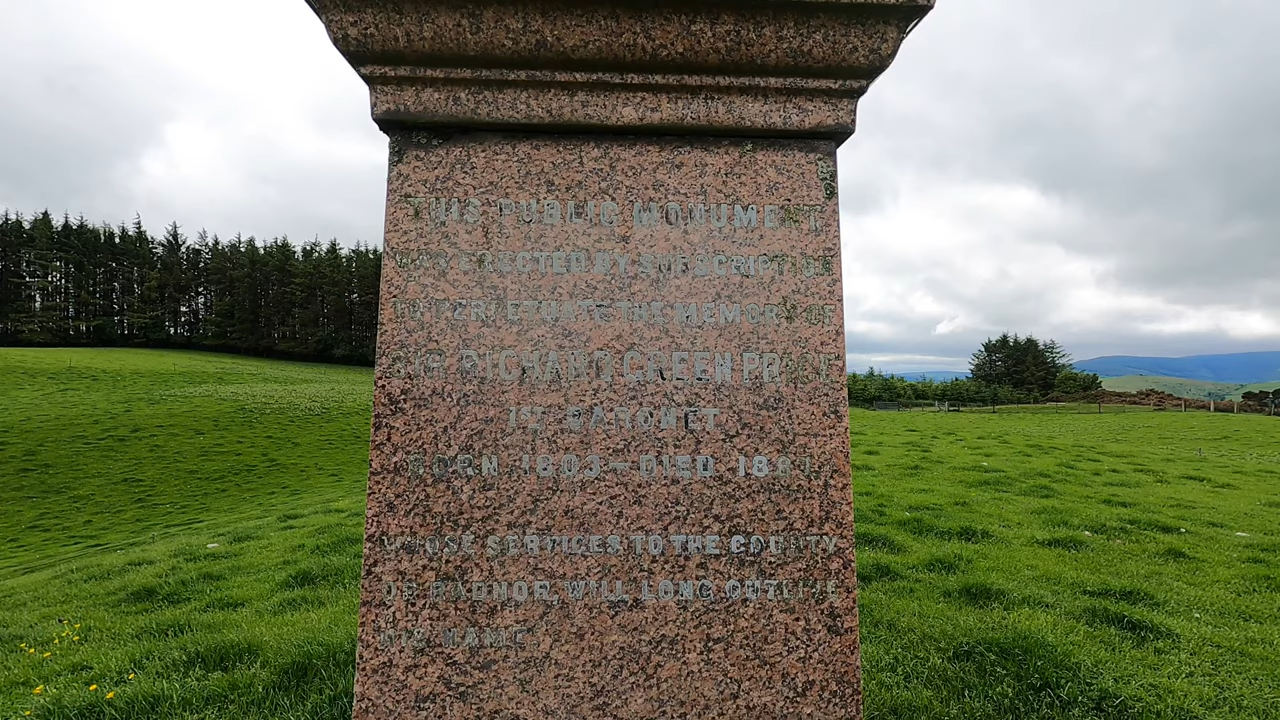 THIS PUBLIC MONUMENT
WAS ERECTED BY SUBSCRIPTION
TO PERPETUATE THE MEMORY OF
SIR RICHARD GREEN PRICE
1ST BARONET
BORN 1803 — DIED 1887.
WHOSE SERVICES TO THE COUNTY
OF RADNOR, WILL LONG OUTLIVE
HIS NAME